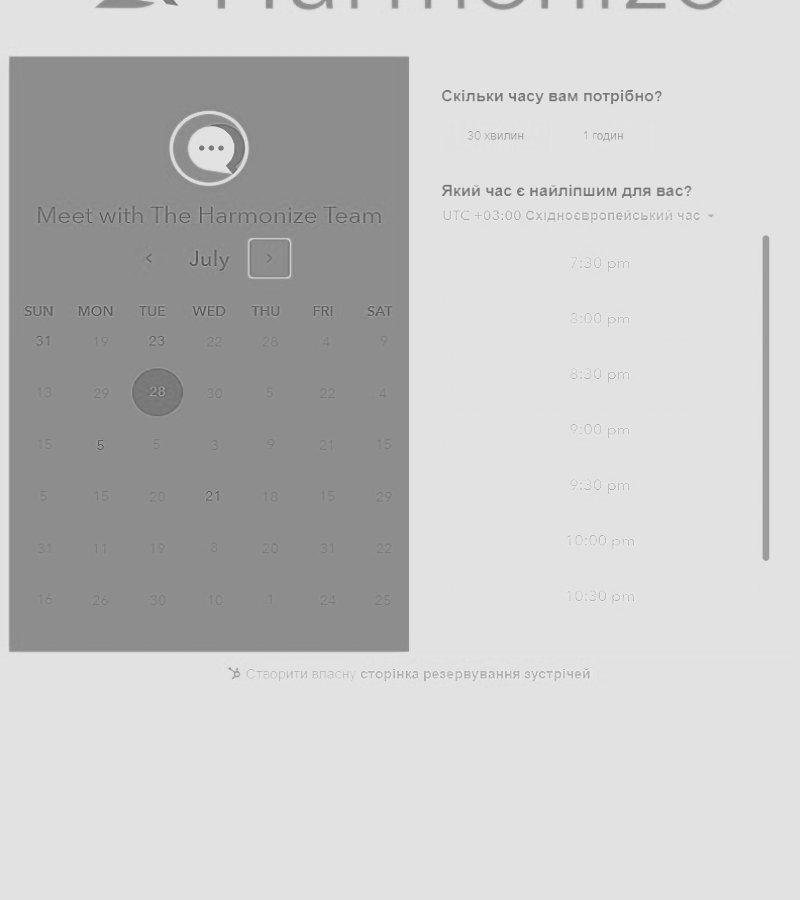 Harmonize
Meet with The Harmonize Team
July
SUN MON TUE WED THU FRI SAT
31 19 23 22 28 4 9
13 29 28 30 5 22 4
15 5 5 3 9 21 15
5 15 20 21 18 15 29
31 11 19 8 20 31 22
16 26 30 10 1 24 25
Скільки часу вам потрібно?
30 хвилин 1 годин
Який час є найліпшим для вас?
UTC +03:00 Східноєвропейський час
7:30 pm
8:00 pm
8:30 pm
9:00 pm
9:30 pm
10:00 pm
10:30 pm
Створити власну сторінка резервування зустрічей